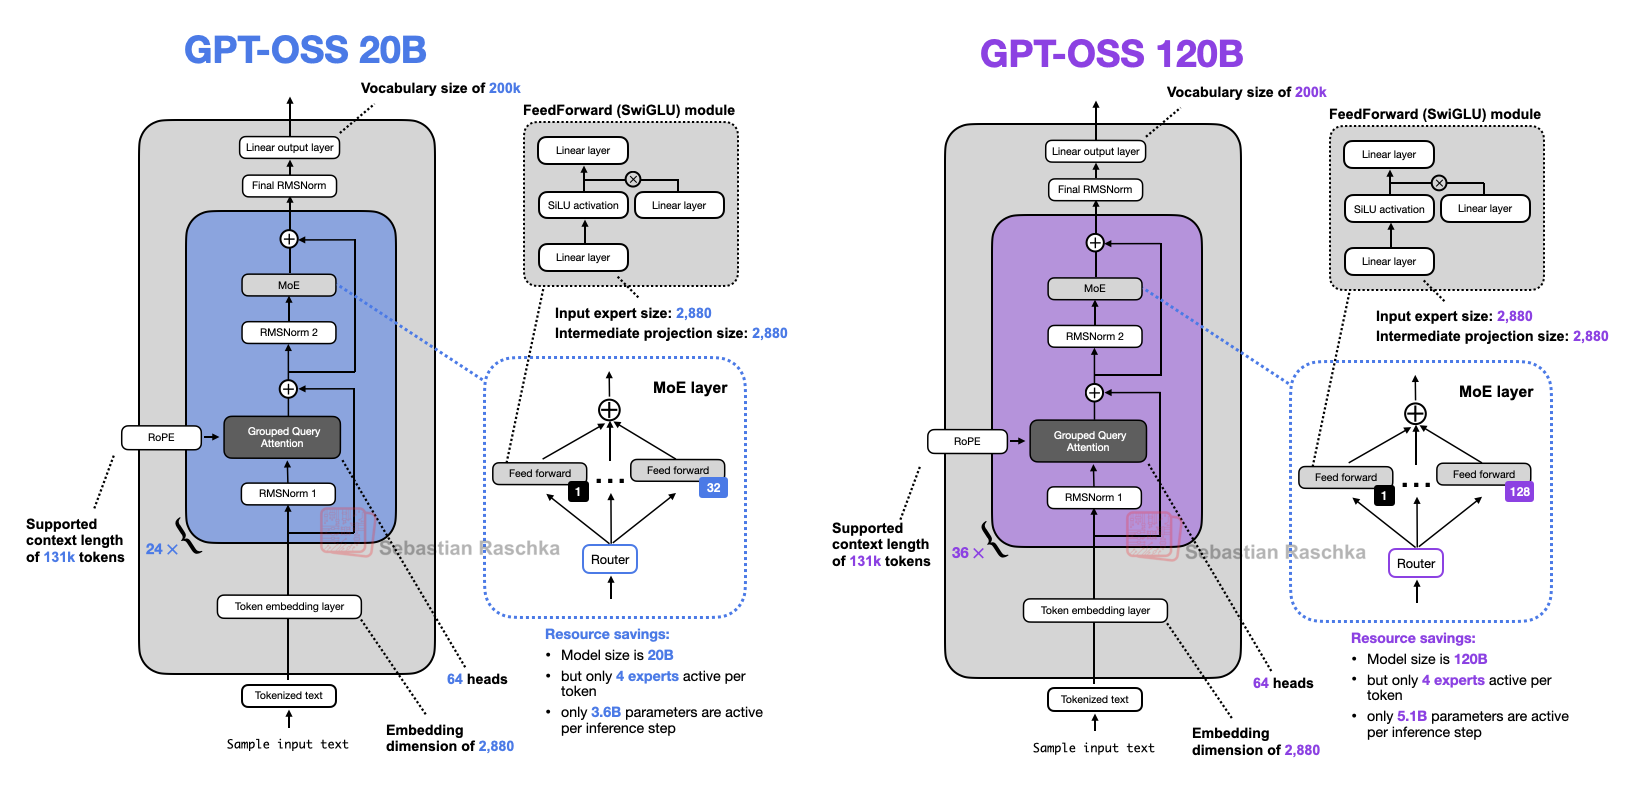 GPT-OSS 20B
Vocabulary size of 200k
FeedForward (SwiGLU) module
Linear output layer
Final RMSNorm
Linear layer
SiLU activation
Linear layer
Linear layer
MoE
RMSNorm 2
Input expert size: 2,880
Intermediate projection size: 2,880
MoE layer
RoPE
Grouped Query
Attention
Feed forward
1
...
Feed forward
32
RMSNorm 1
Supported
context length
of 131k tokens
24 ×
Sebastian Raschka
Router
Token embedding layer
Resource savings:
• Model size is 20B
• but only 4 experts active per
token
• only 3.6B parameters are active
per inference step
64 heads
Tokenized text
Embedding
dimension of 2,880
Sample input text
GPT-OSS 120B
Vocabulary size of 200k
FeedForward (SwiGLU) module
Linear output layer
Final RMSNorm
Linear layer
SiLU activation
Linear layer
Linear layer
MoE
RMSNorm 2
Input expert size: 2,880
Intermediate projection size: 2,880
MoE layer
RoPE
Grouped Query
Attention
Feed forward
1
...
Feed forward
128
RMSNorm 1
Supported
context length
of 131k tokens
36 ×
Sebastian Raschka
Router
Token embedding layer
Resource savings:
• Model size is 120B
• but only 4 experts active per
token
• only 5.1B parameters are active
per inference step
64 heads
Tokenized text
Embedding
dimension of 2,880
Sample input text